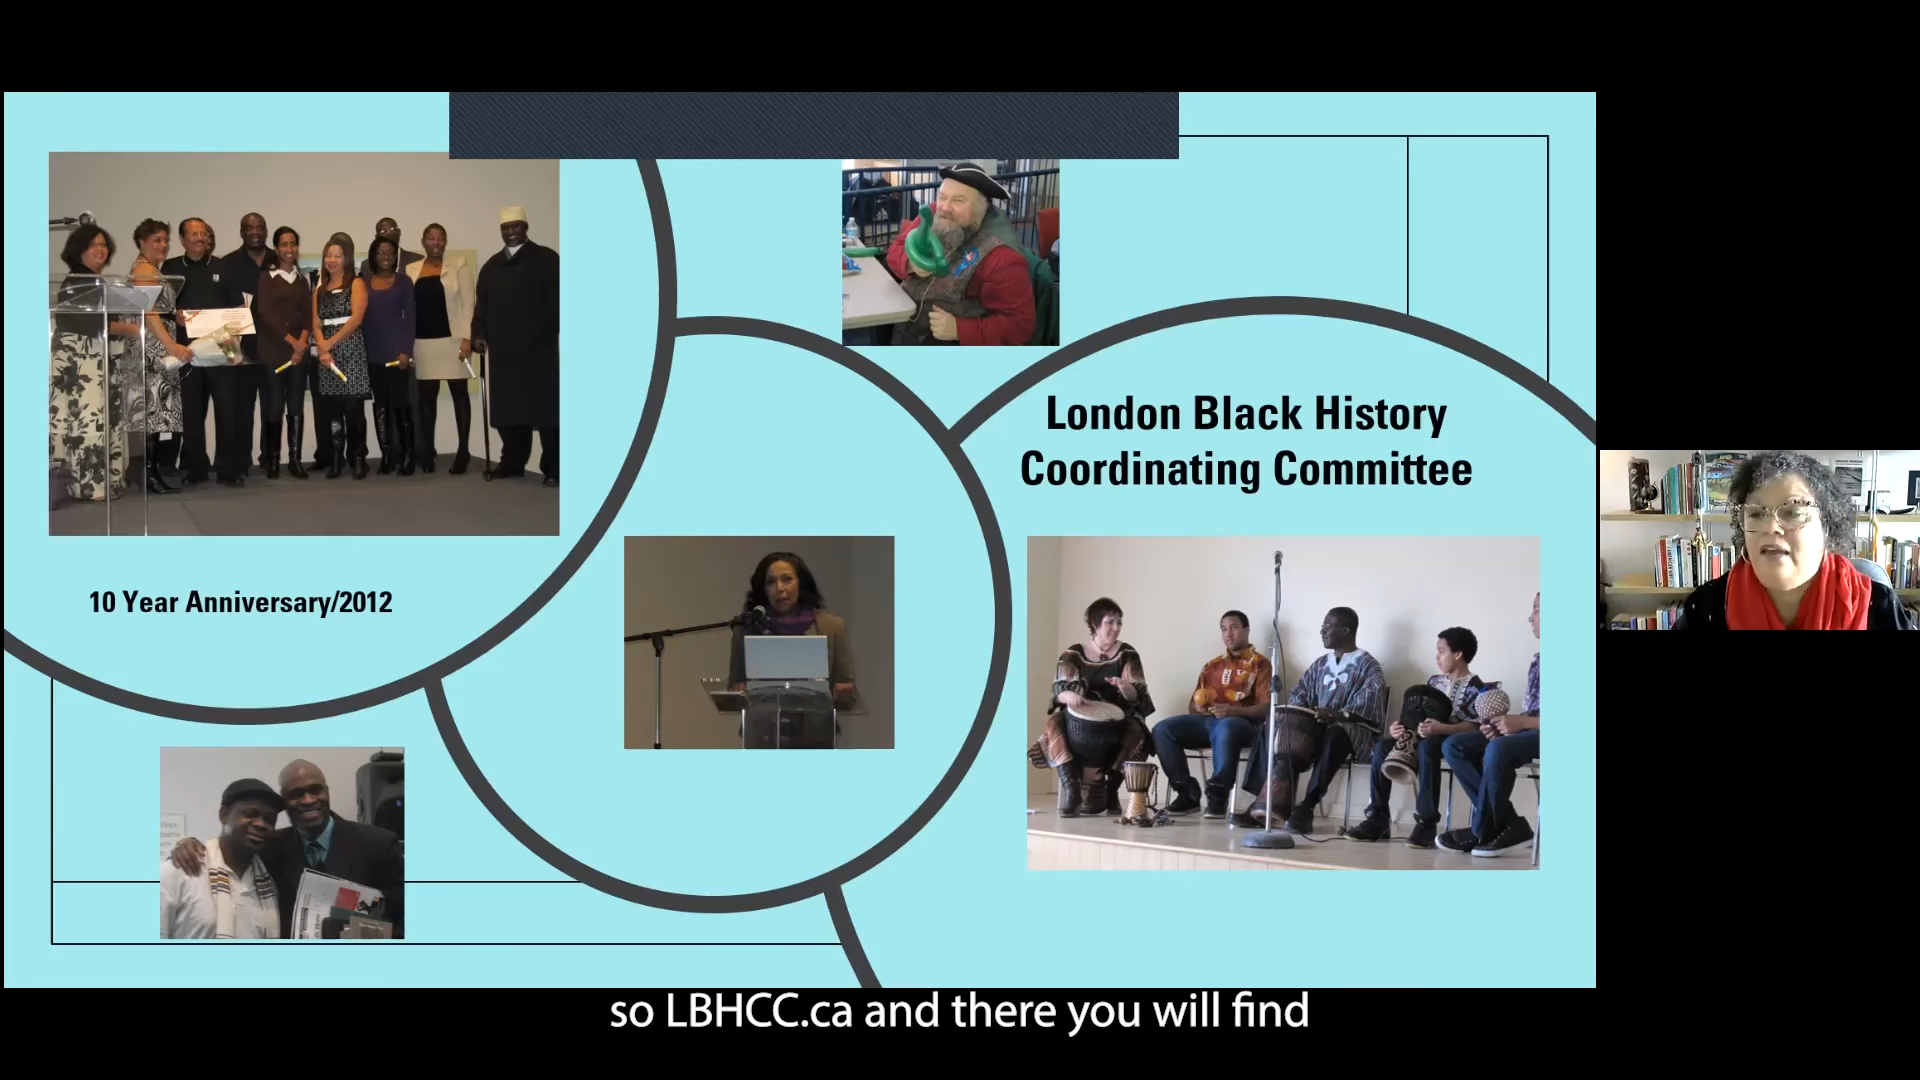 London Black History
Coordinating Committee
10 Year Anniversary/2012
so LBHCC.ca and there you will find